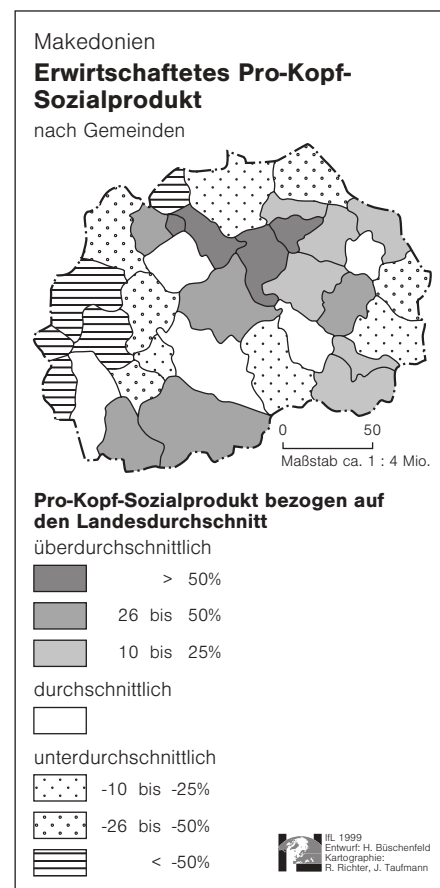 Makedonien
Erwirtschaftetes Pro-Kopf-
Sozialprodukt
nach Gemeinden
0 50
Maßstab ca. 1 : 4 Mio.
Pro-Kopf-Sozialprodukt bezogen auf
den Landesdurchschnitt
überdurchschnittlich
> 50%
26 bis 50%
10 bis 25%
durchschnittlich
unterdurchschnittlich
-10 bis -25%
-26 bis -50%
< -50%
IfL 1999
Entwurf: H. Büschenfeld
Kartographie:
R. Richter, J. Taufmann